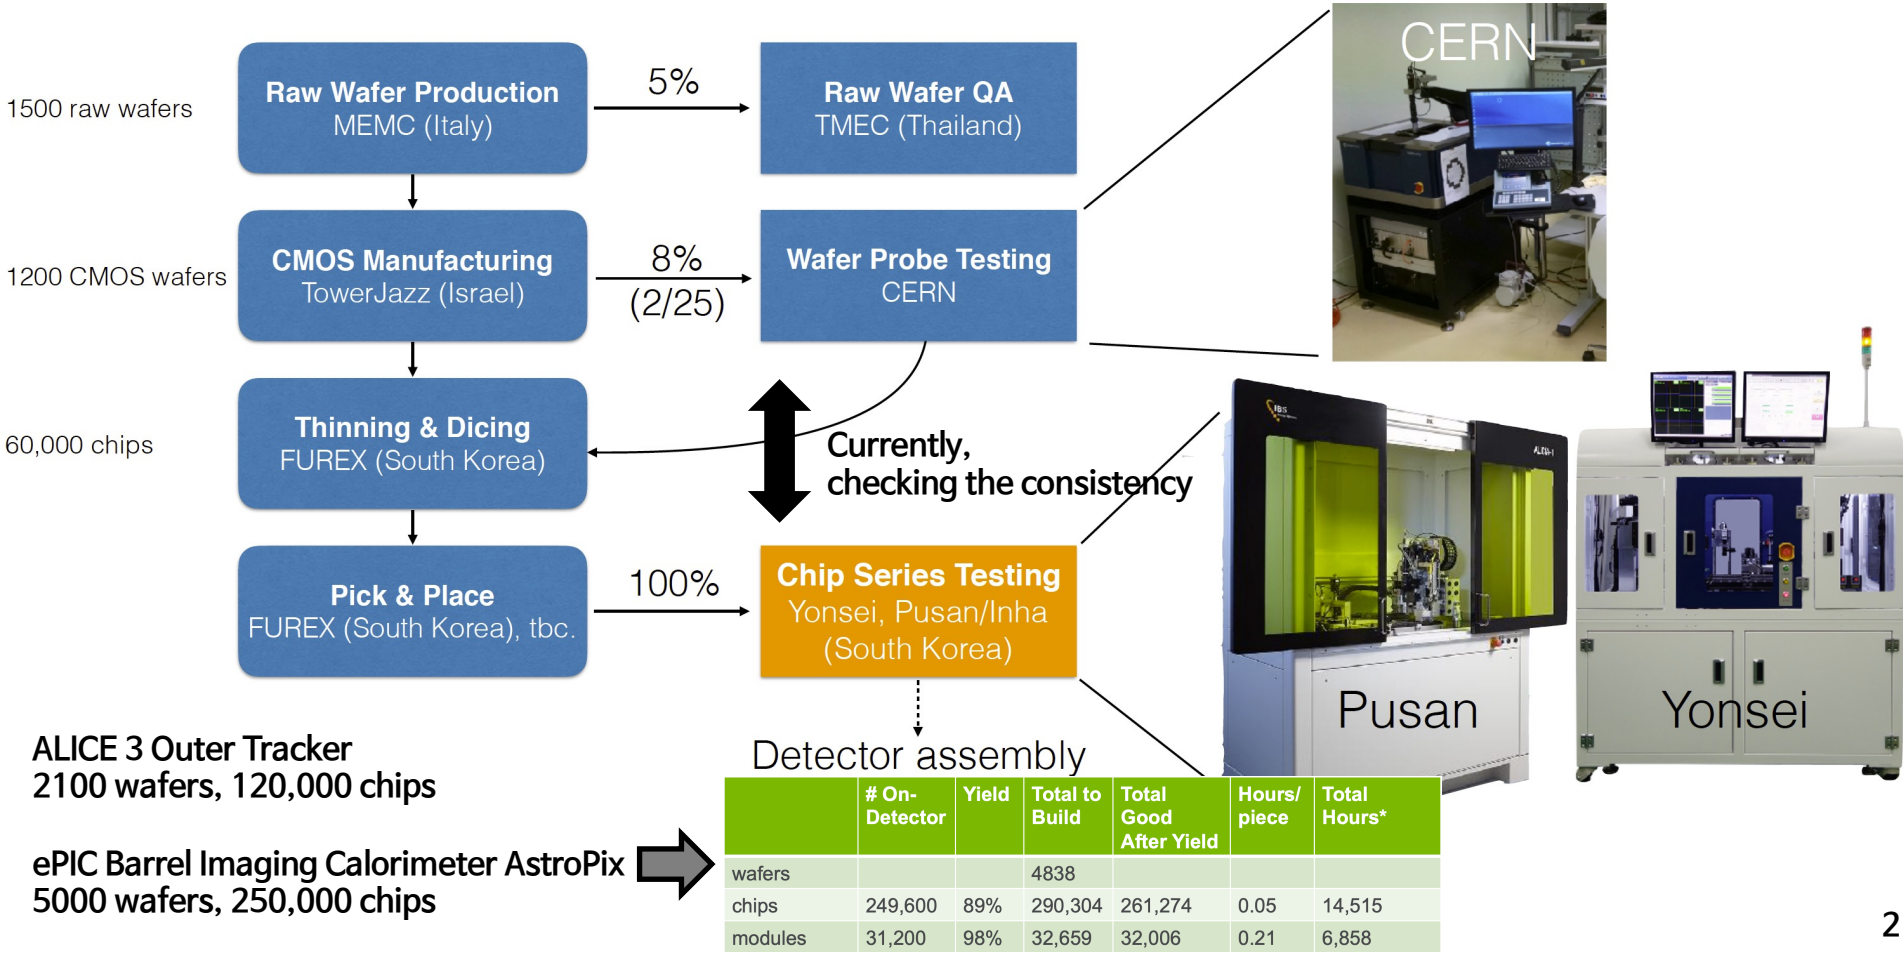 1500 raw wafers
Raw Wafer Production
MEMC (Italy)
5%
Raw Wafer QA
TMEC (Thailand)
CERN
1200 CMOS wafers
CMOS Manufacturing
TowerJazz (Israel)
8%
(2/25)
Wafer Probe Testing
CERN
60,000 chips
Thinning & Dicing
FUREX (South Korea)
Currently,
checking the consistency
Pick & Place
FUREX (South Korea), tbc.
100%
Chip Series Testing
Yonsei, Pusan/Inha
(South Korea)
IBS
Pusan
Yonsei
Detector assembly
ALICE 3 Outer Tracker
2100 wafers, 120,000 chips
ePIC Barrel Imaging Calorimeter AstroPix
5000 wafers, 250,000 chips
# On-Detector Yield Total to Build Total Good After Yield Hours/piece Total Hours*
wafers 4838
chips 249,600 89% 290,304 261,274 0.05 14,515
modules 31,200 98% 32,659 32,006 0.21 6,858
2